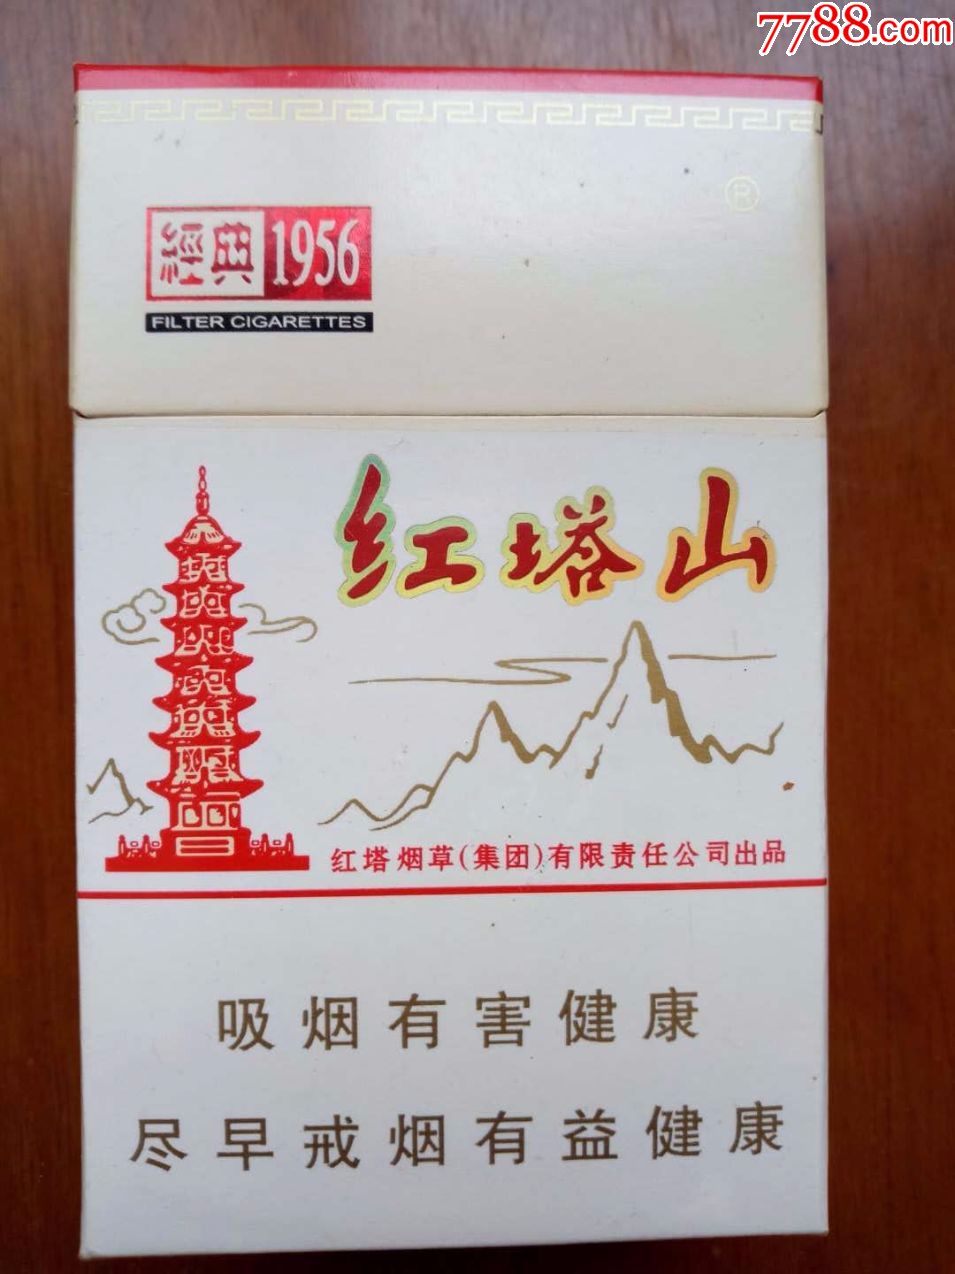 7788.com
®
經典 1956
FILTER CIGARETTES
红塔山
红塔烟草(集团)有限责任公司出品
吸烟有害健康
尽早戒烟有益健康